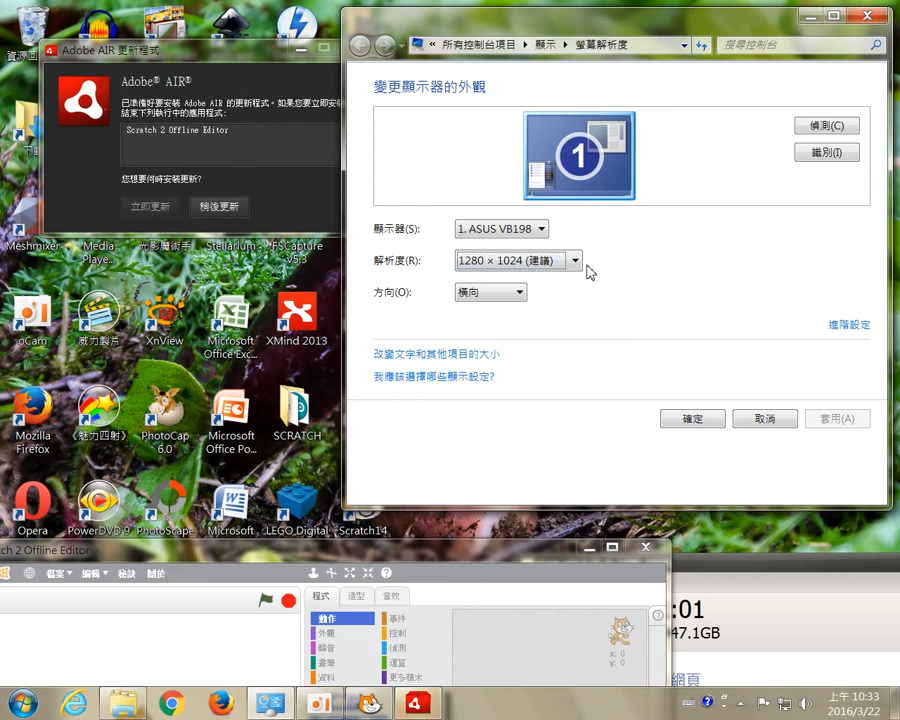 資源回
Adobe AIR 更新程式
Adobe® AIR®
已準備好要安裝 Adobe AIR 的更新程式。如果您要立即安
結束下列執行中的應用程式:
Scratch 2 Offline Editor
您想要何時安裝更新?
立即更新
稍後更新
所有控制台項目
顯示
螢幕解析度
搜尋控制台
變更顯示器的外觀
1
偵測(C)
識別(I)
顯示器(S):
1. ASUS VB198
解析度(R):
1280 × 1024 (建議)
方向(O):
橫向
進階設定
改變文字和其他項目的大小
我應該選擇哪些顯示設定?
確定
取消
套用(A)
Meshmixer
Media
Playe...
光影魔術手
Stellarium
FSCapture
v5.3
oCam
威力製片
XnView
Microsoft
Office Exc...
XMind 2013
Mozilla
Firefox
《魅力四射》
PhotoCap
6.0
Microsoft
Office Po...
SCRATCH
Opera
PowerDVD 9
PhotoScape
Microsoft
LEGO Digital
Scratch14
tch 2 Offline Editor
檔案
編輯
秘訣
關於
程式
造型
音效
動作
事件
外觀
控制
聲音
偵測
畫筆
運算
資料
更多積木
x: 0
y: 0
:01
47.1GB
網頁
上午 10:33
2016/3/22